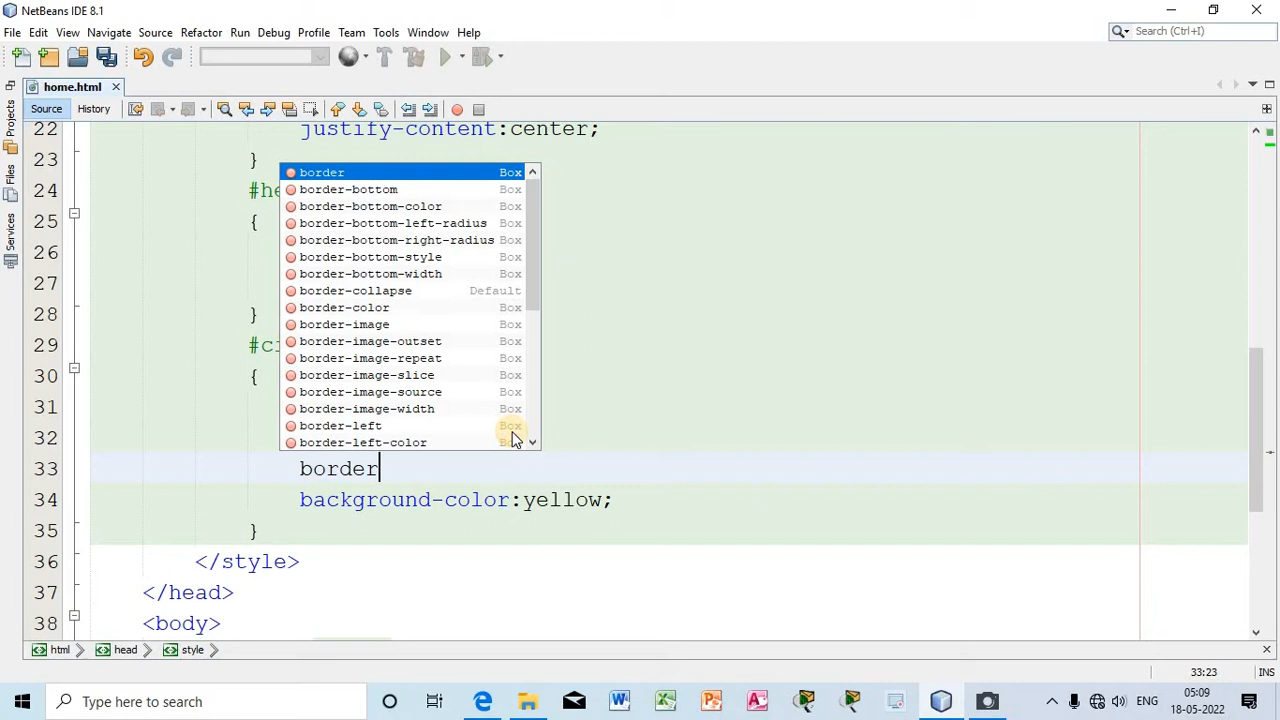 NetBeans IDE 8.1
File Edit View Navigate Source Refactor Run Debug Profile Team Tools Window Help
Search (Ctrl+I)
home.html
Source History
Projects
Files
Services
22 justify-content:center;
23 }
24 #he
25 {
26
27
28 }
29 #ci
30 {
31
32
33 border
34 background-color:yellow;
35 }
36 </style>
37 </head>
38 <body>
border Box
border-bottom Box
border-bottom-color Box
border-bottom-left-radius Box
border-bottom-right-radius Box
border-bottom-style Box
border-bottom-width Box
border-collapse Default
border-color Box
border-image Box
border-image-outset Box
border-image-repeat Box
border-image-slice Box
border-image-source Box
border-image-width Box
border-left Box
border-left-color Box
html head style
33:23 INS
Type here to search
ENG
05:09
18-05-2022